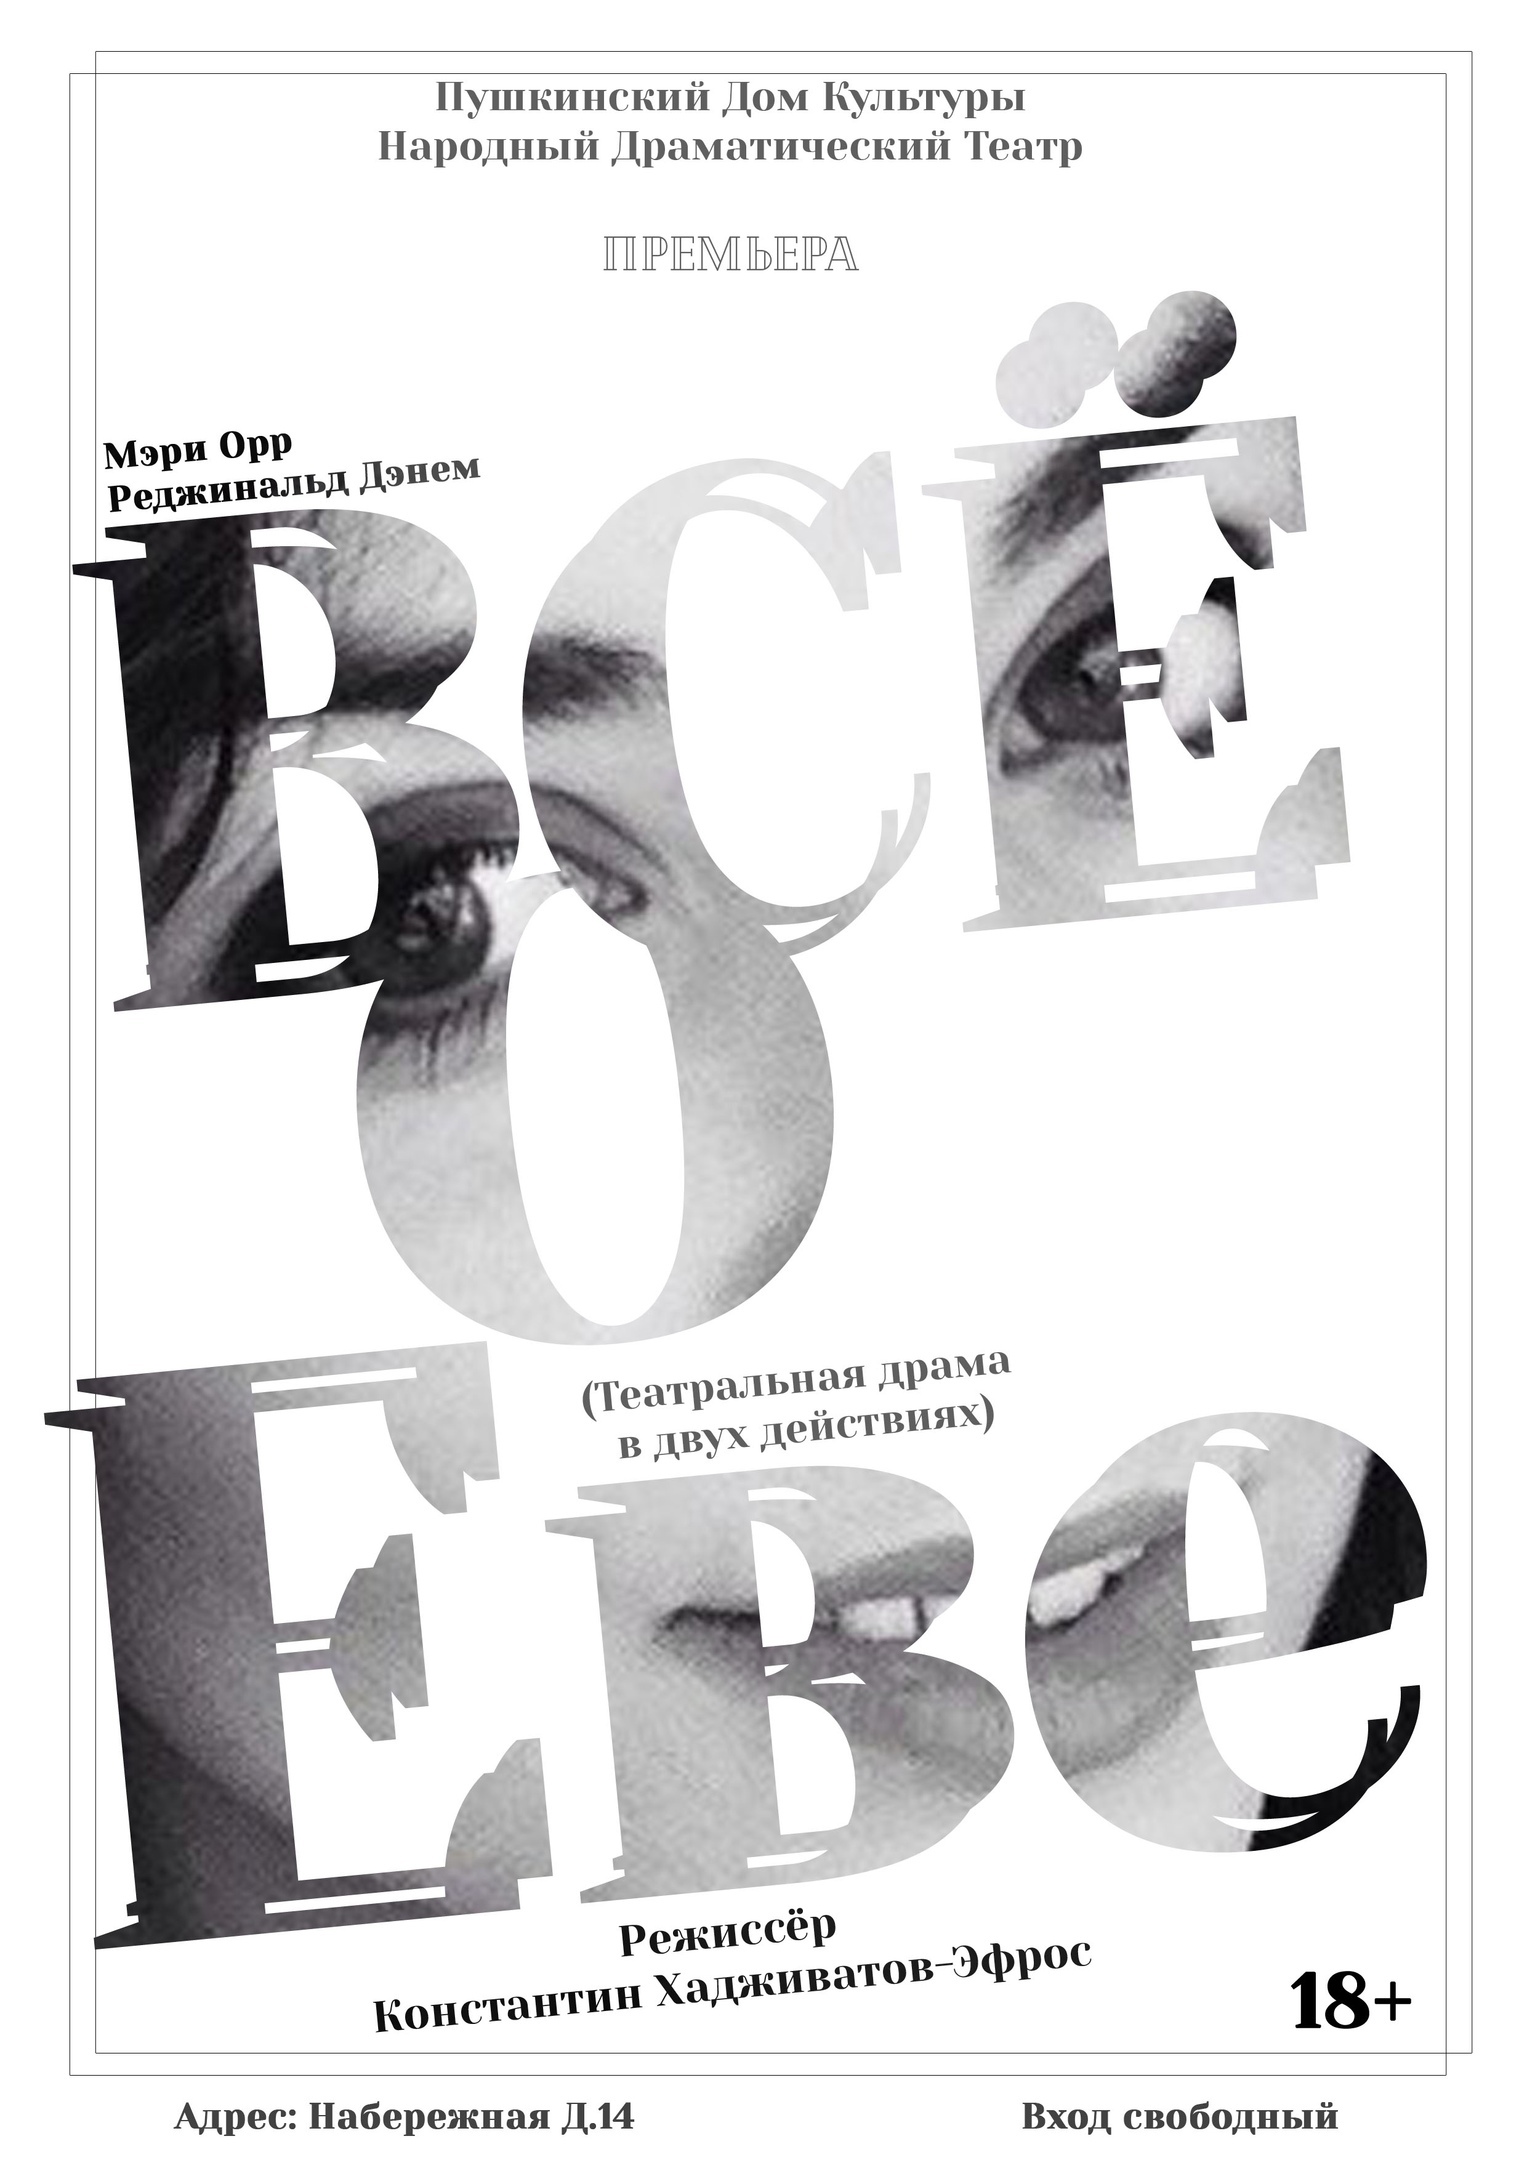 Пушкинский Дом Культуры
Народный Драматический Театр
ПРЕМЬЕРА
Мэри Орр
Реджинальд Дэнем
ВСЁ
О
ЕВе
(Театральная драма
в двух действиях)
Режиссёр
Константин Хадживатов-Эфрос
18+
Адрес: Набережная Д.14
Вход свободный